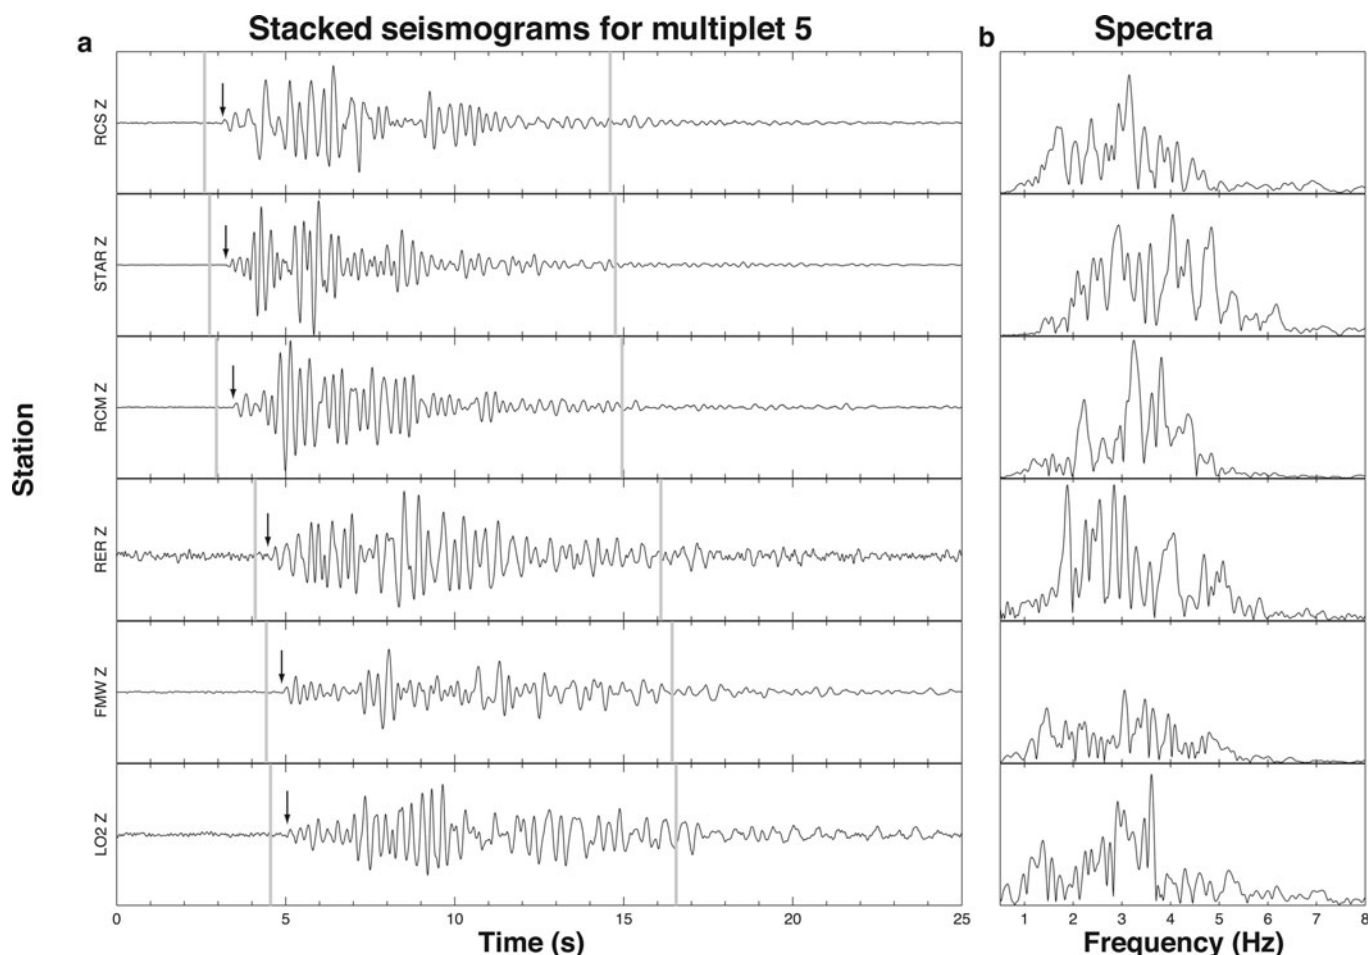 Stacked seismograms for multiplet 5
Spectra
a
b
RCS Z
STAR Z
RCM Z
RER Z
FMW Z
LO2 Z
Station
0 5 10 15 20 25
1 2 3 4 5 6 7 8
Time (s)
Frequency (Hz)